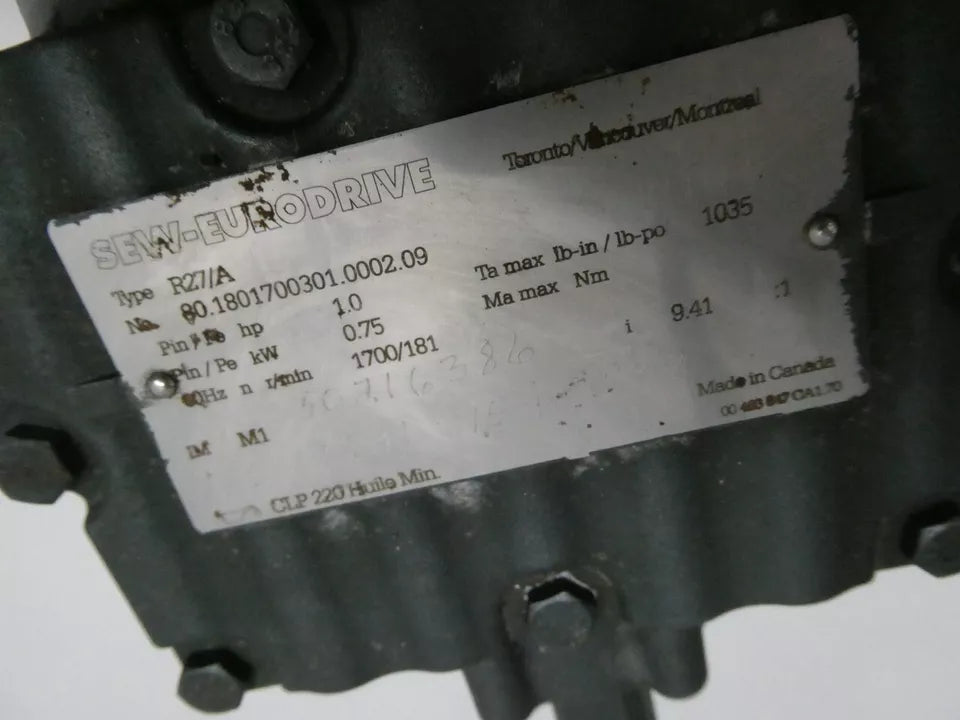 SEW-EURODRIVE
Toronto/Vancouver/Montreal
Type R27/A
No. 80.1801700301.0002.09
Pin / Pe hp 1.0
Pin / Pe kW 0.75
60Hz n r/min 1700/181
Ta max lb-in / lb-po 1035
Ma max Nm
i 9.41 :1
IM M1
Made in Canada
CLP 220 Huile Min.